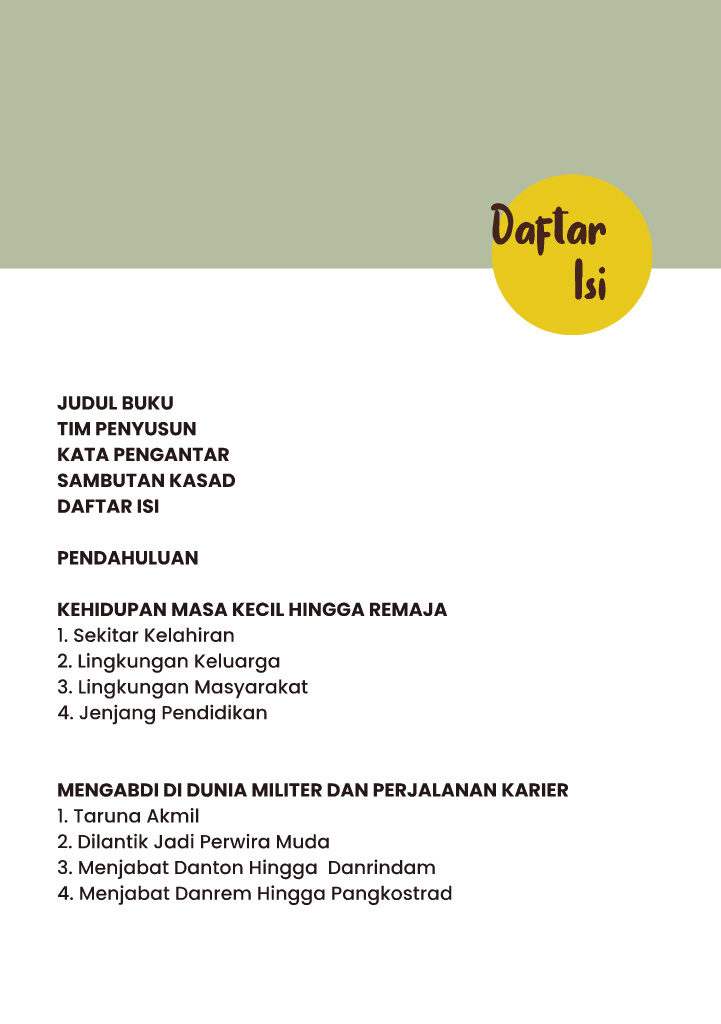 Daftar
Isi
JUDUL BUKU
TIM PENYUSUN
KATA PENGANTAR
SAMBUTAN KASAD
DAFTAR ISI
PENDAHULUAN
KEHIDUPAN MASA KECIL HINGGA REMAJA
1. Sekitar Kelahiran
2. Lingkungan Keluarga
3. Lingkungan Masyarakat
4. Jenjang Pendidikan
MENGABDI DI DUNIA MILITER DAN PERJALANAN KARIER
1. Taruna Akmil
2. Dilantik Jadi Perwira Muda
3. Menjabat Danton Hingga  Danrindam
4. Menjabat Danrem Hingga Pangkostrad